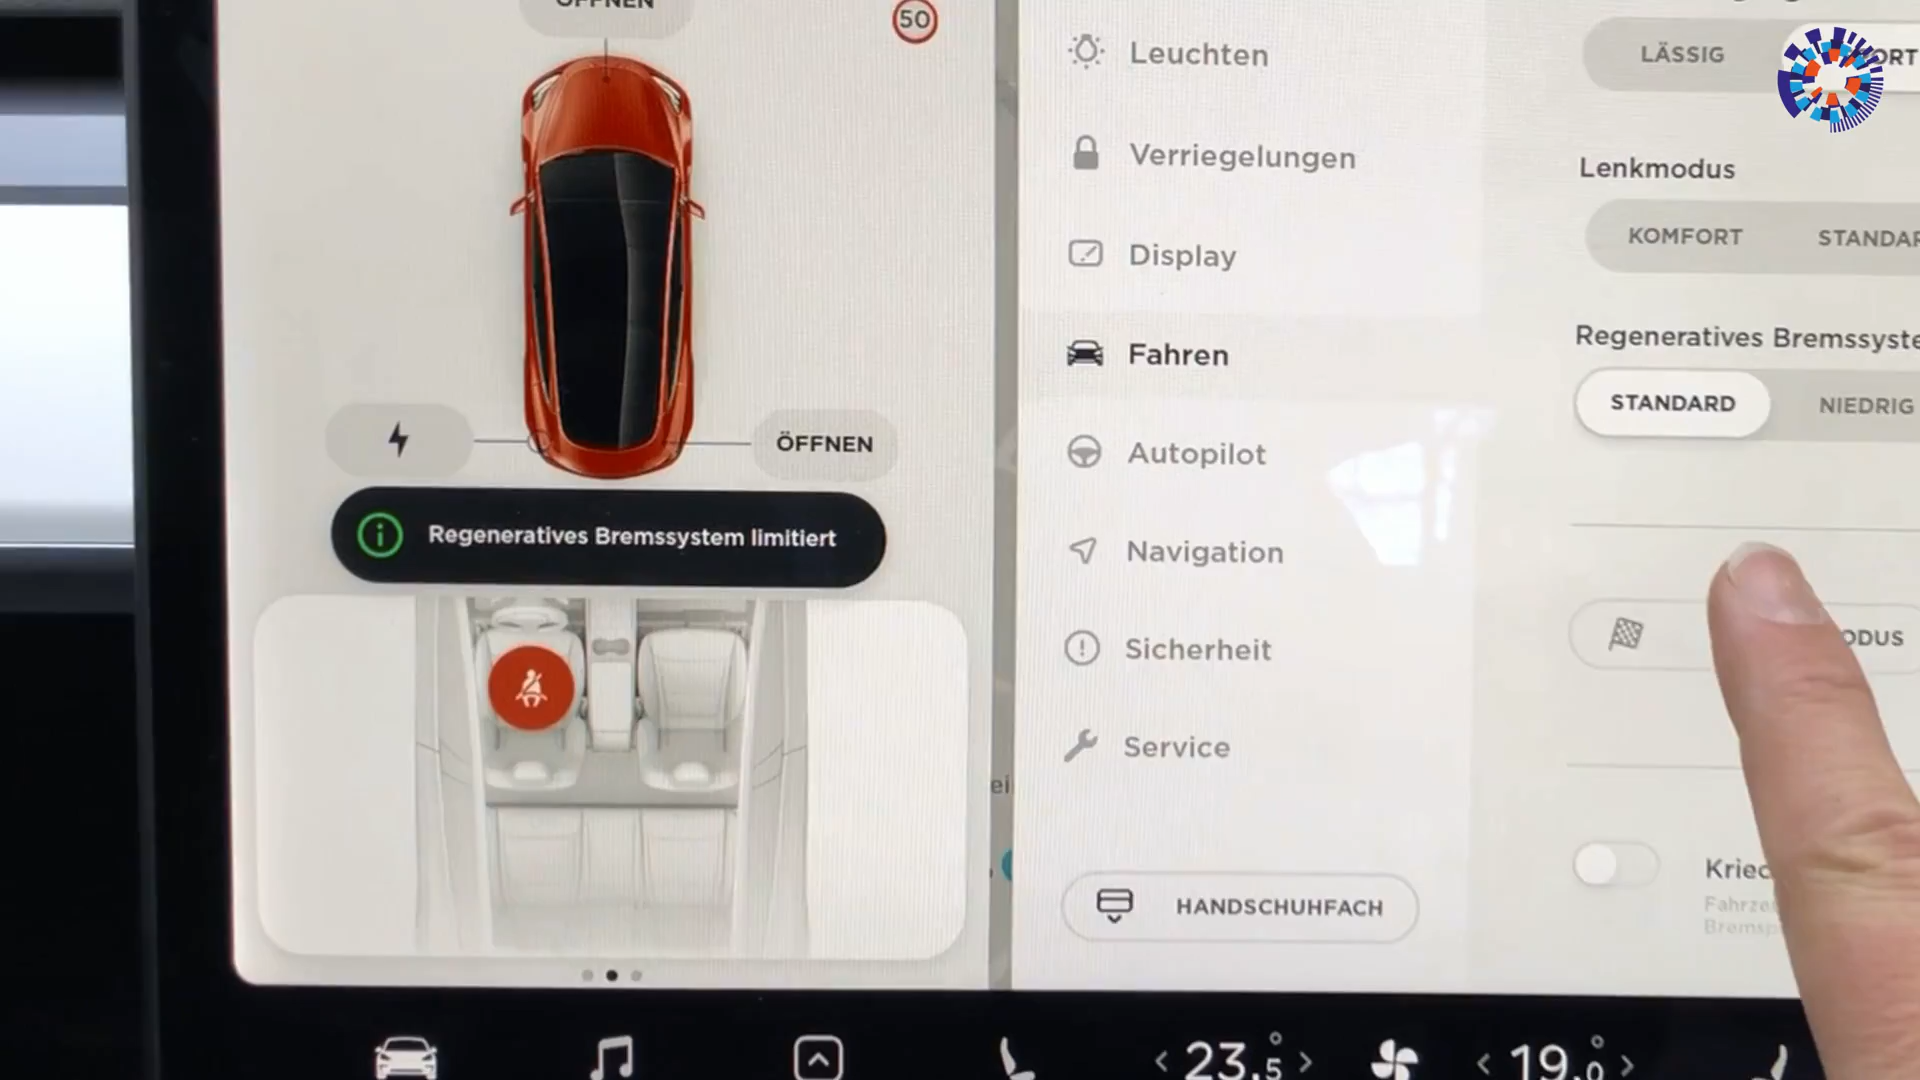 ÖFFNEN
50
ÖFFNEN
Regeneratives Bremssystem limitiert
Leuchten
Verriegelungen
Display
Fahren
Autopilot
Navigation
Sicherheit
Service
HANDSCHUHFACH
LÄSSIG
Lenkmodus
KOMFORT
Regeneratives
STANDARD NIEDRIG
23.5
19.0